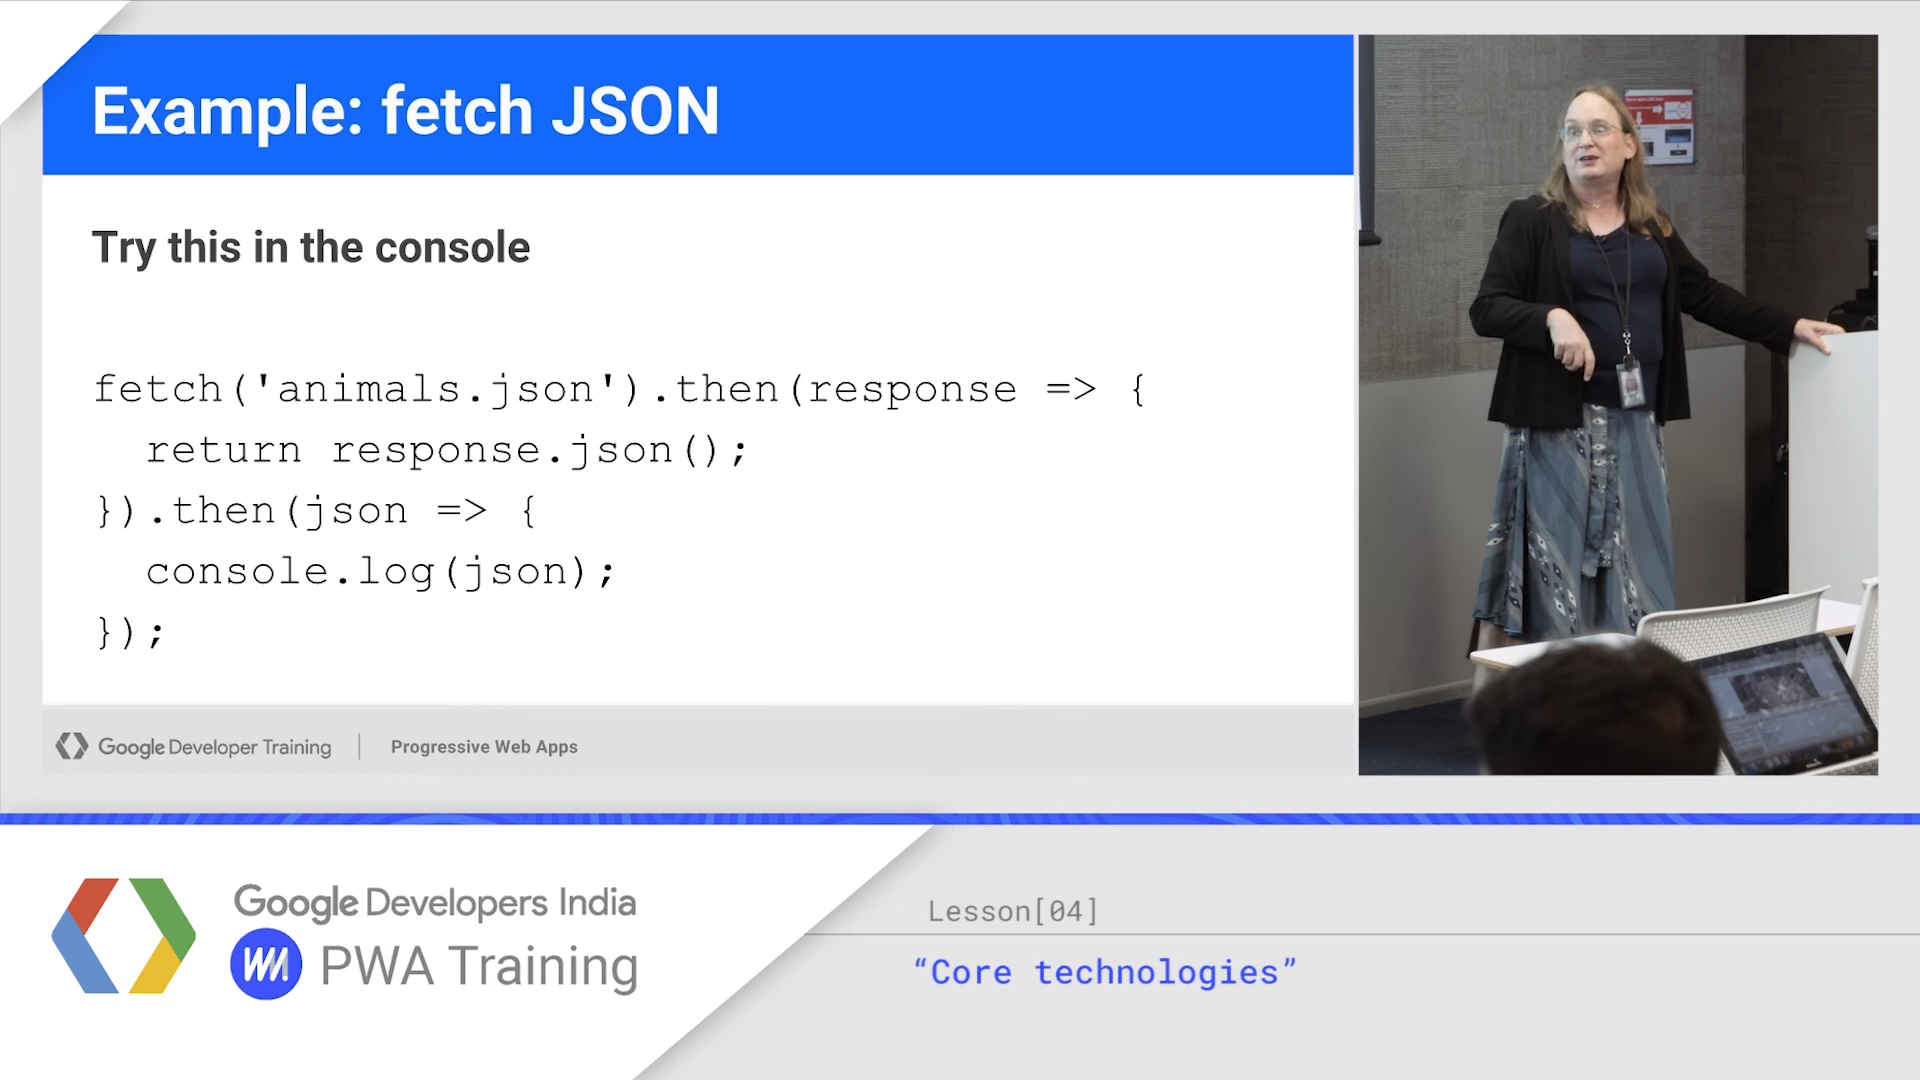 Example: fetch JSON
Try this in the console
fetch('animals.json').then(response => {
  return response.json();
}).then(json => {
  console.log(json);
});
Google Developer Training | Progressive Web Apps
Google Developers India
PWA Training
Lesson[04]
“Core technologies”